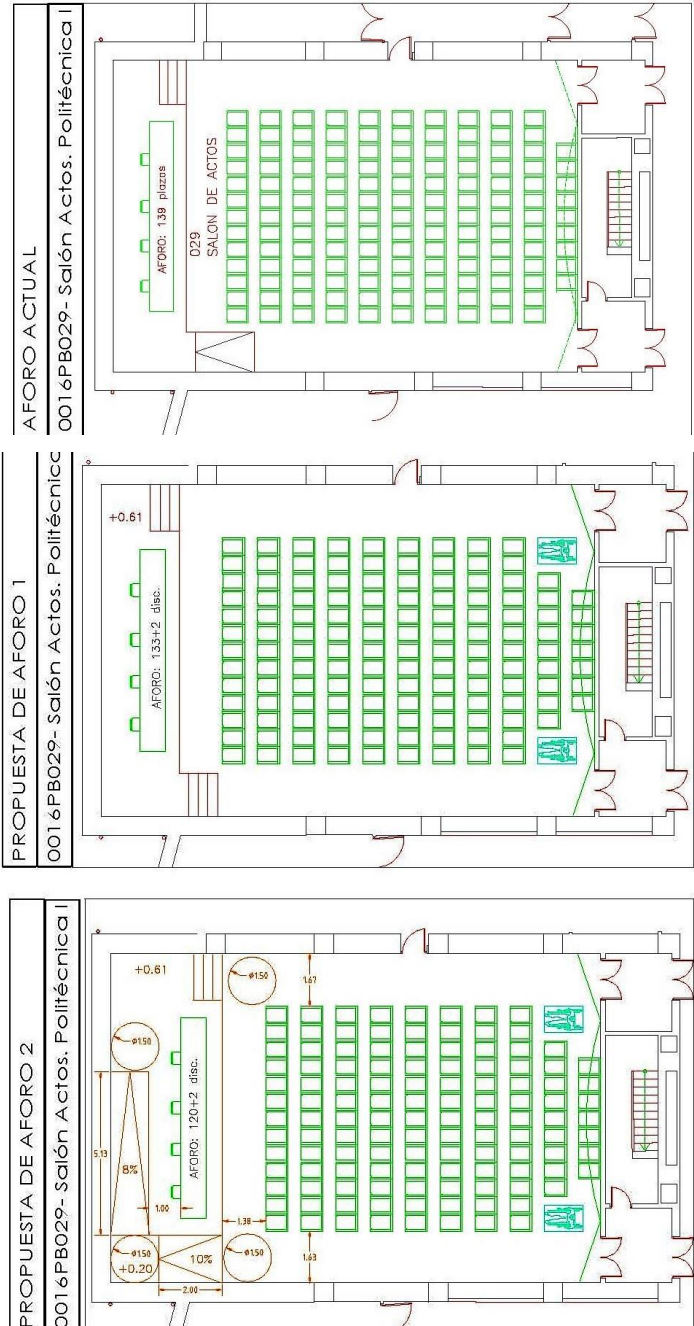 AFORO ACTUAL
0016PB029- Salón Actos. Politécnica I
AFORO: 139 plazas
029
SALON DE ACTOS
PROPUESTA DE AFORO 1
0016PB029- Salón Actos. Politécnica
+0.61
AFORO: 133+2 disc.
PROPUESTA DE AFORO 2
0016PB029- Salón Actos. Politécnica I
+0.61
ø1.50
1.67
ø1.50
5.13
8%
1.00
AFORO: 120+2 disc.
1.38
ø1.50
+0.20
10%
ø1.50
1.63
2.00